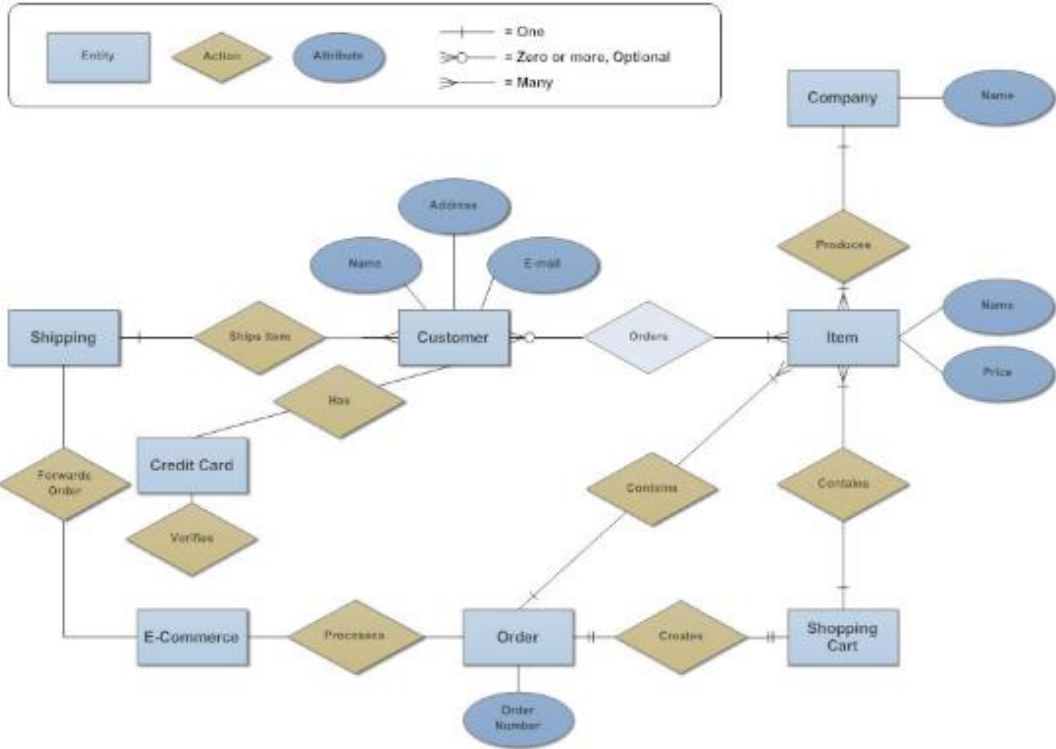 Entity
Action
Attribute
= One
= Zero or more, Optional
= Many
Company
Name
Address
Name
E-mail
Produces
Shipping
Ships Item
Customer
Orders
Item
Name
Price
Has
Credit Card
Forwards
Order
Contains
Contains
Verifies
E-Commerce
Processes
Order
Creates
Shopping
Cart
Order
Number